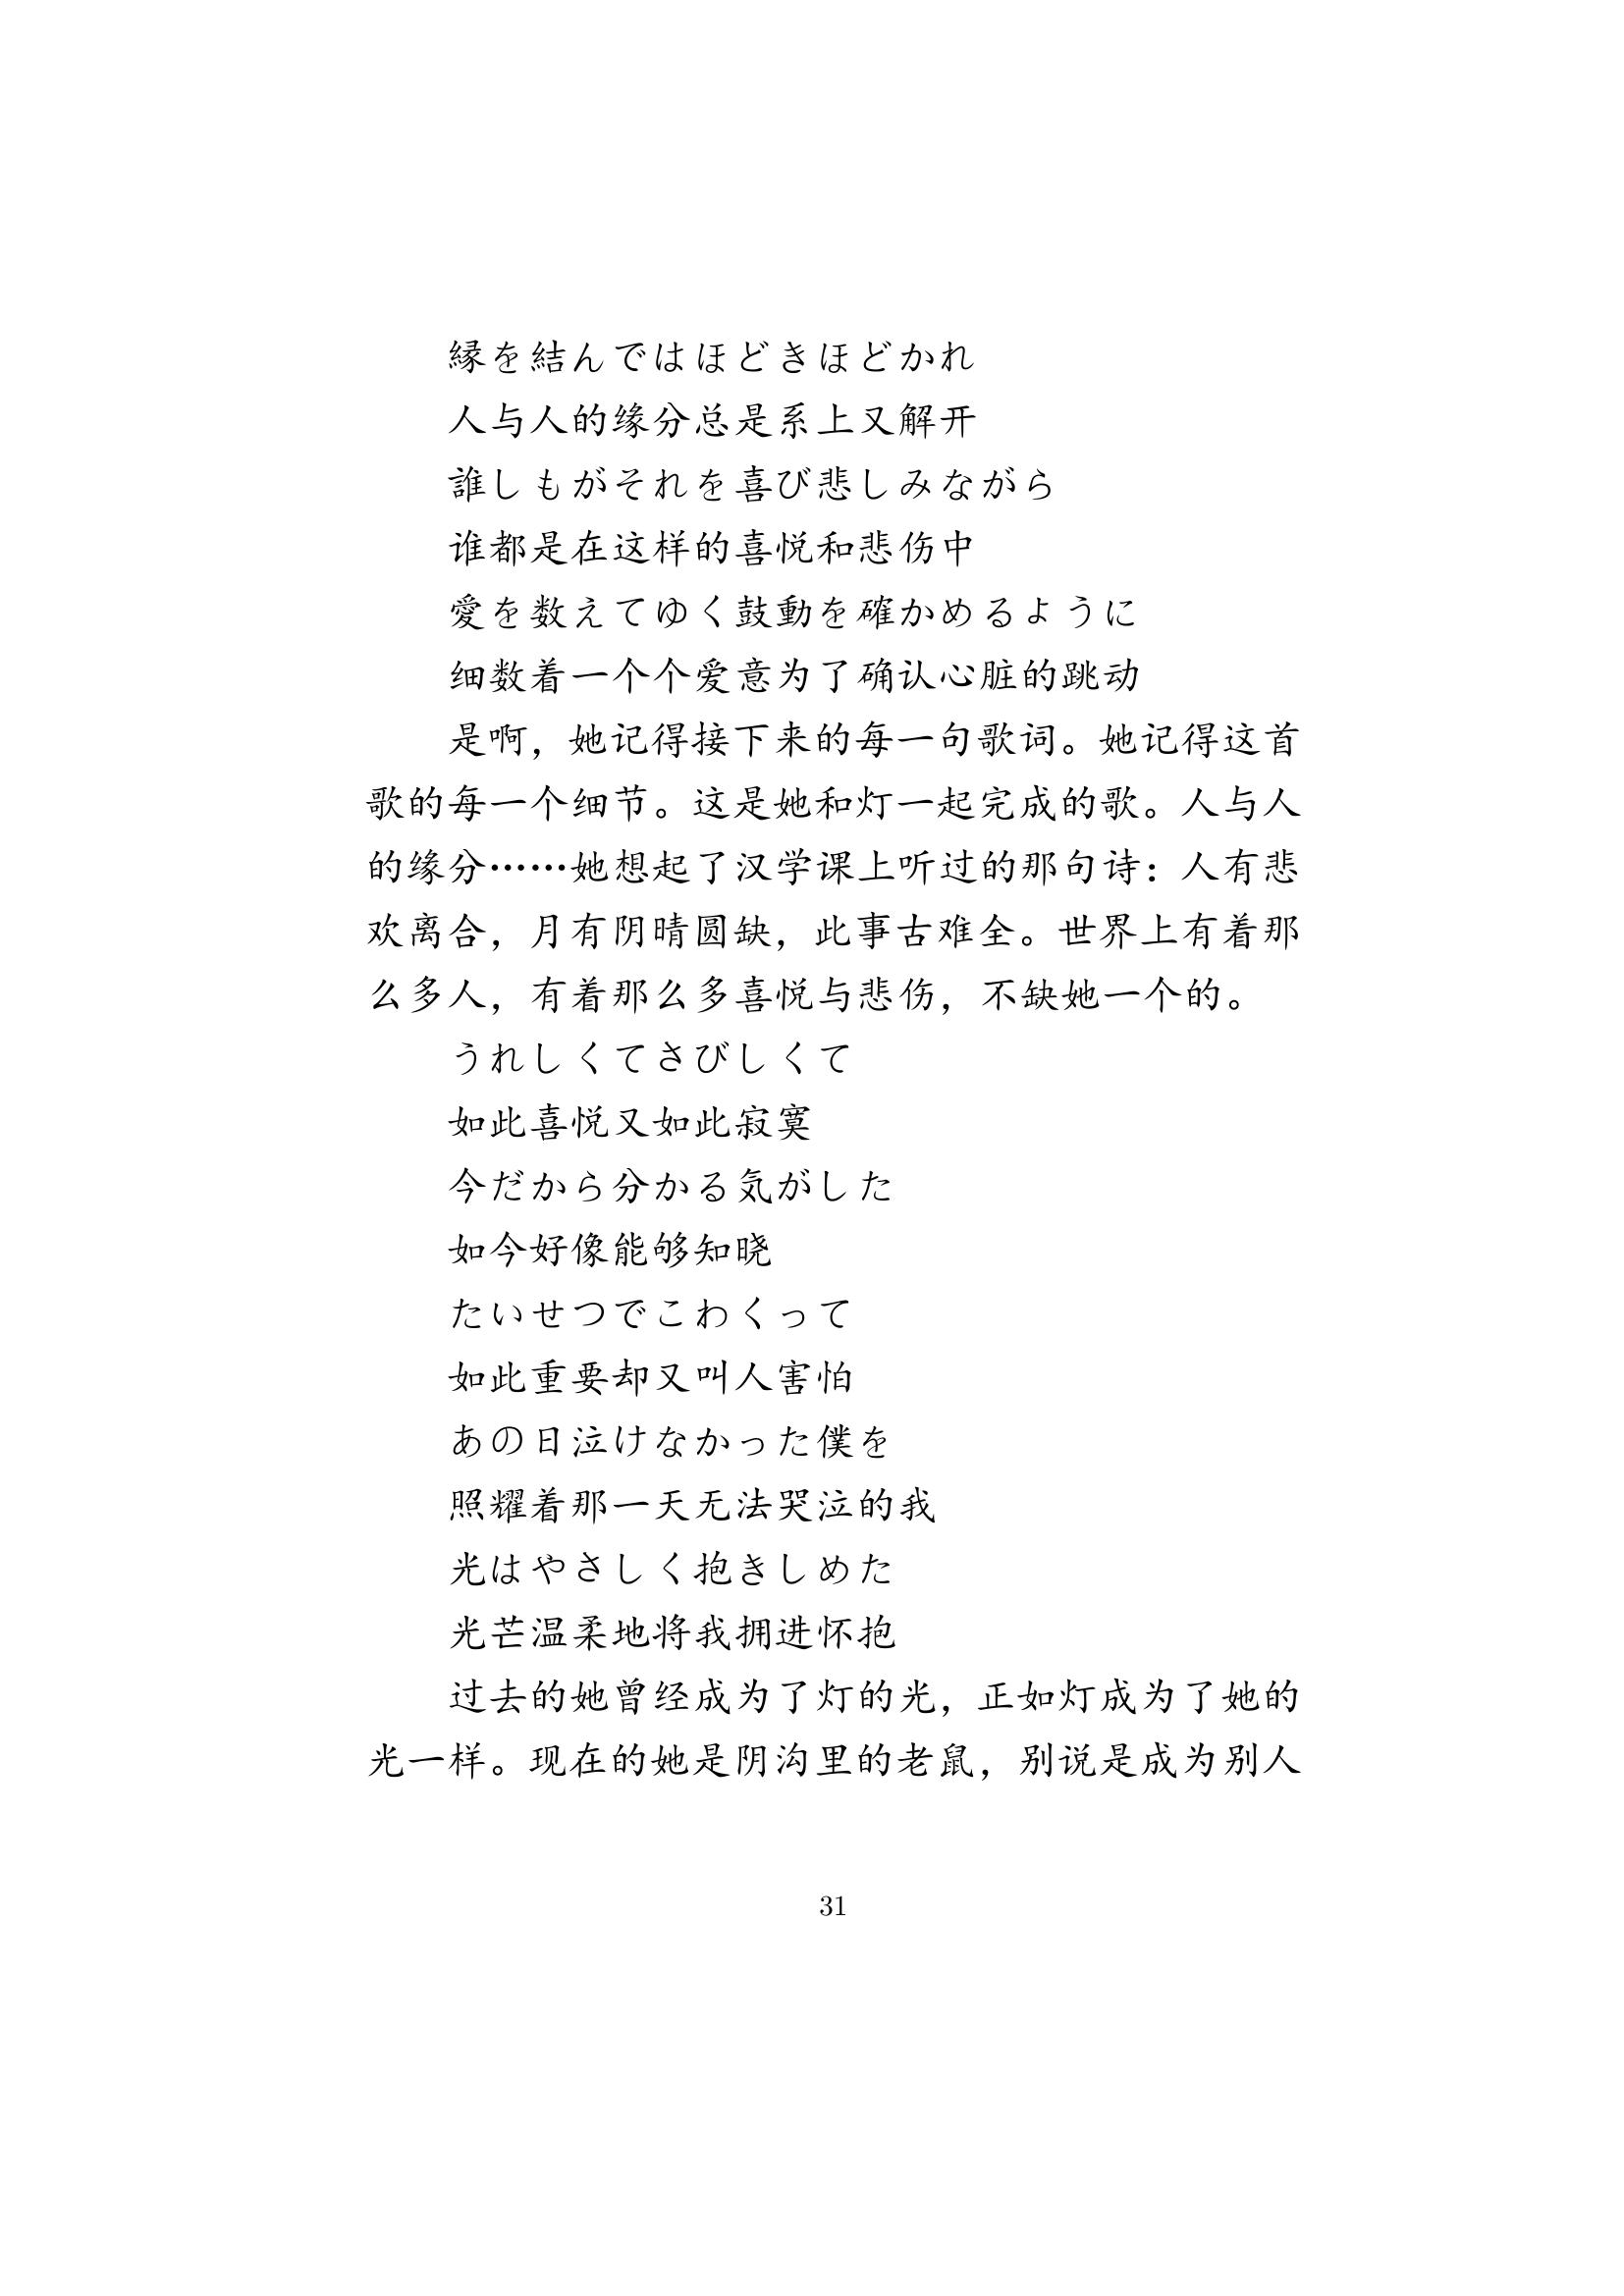 縁を結んではほどきほどかれ
人与人的缘分总是系上又解开
誰しもがそれを喜び悲しみながら
谁都是在这样的喜悦和悲伤中
愛を数えてゆく鼓動を確かめるように
细数着一个个爱意为了确认心脏的跳动
是啊，她记得接下来的每一句歌词。她记得这首
歌的每一个细节。这是她和灯一起完成的歌。人与人
的缘分……她想起了汉学课上听过的那句诗：人有悲
欢离合，月有阴晴圆缺，此事古难全。世界上有着那
么多人，有着那么多喜悦与悲伤，不缺她一个的。
うれしくてさびしくて
如此喜悦又如此寂寞
今だから分かる気がした
如今好像能够知晓
たいせつでこわくって
如此重要却又叫人害怕
あの日泣けなかった僕を
照耀着那一天无法哭泣的我
光はやさしく抱きしめた
光芒温柔地将我拥进怀抱
过去的她曾经成为了灯的光，正如灯成为了她的
光一样。现在的她是阴沟里的老鼠，别说是成为别人
31